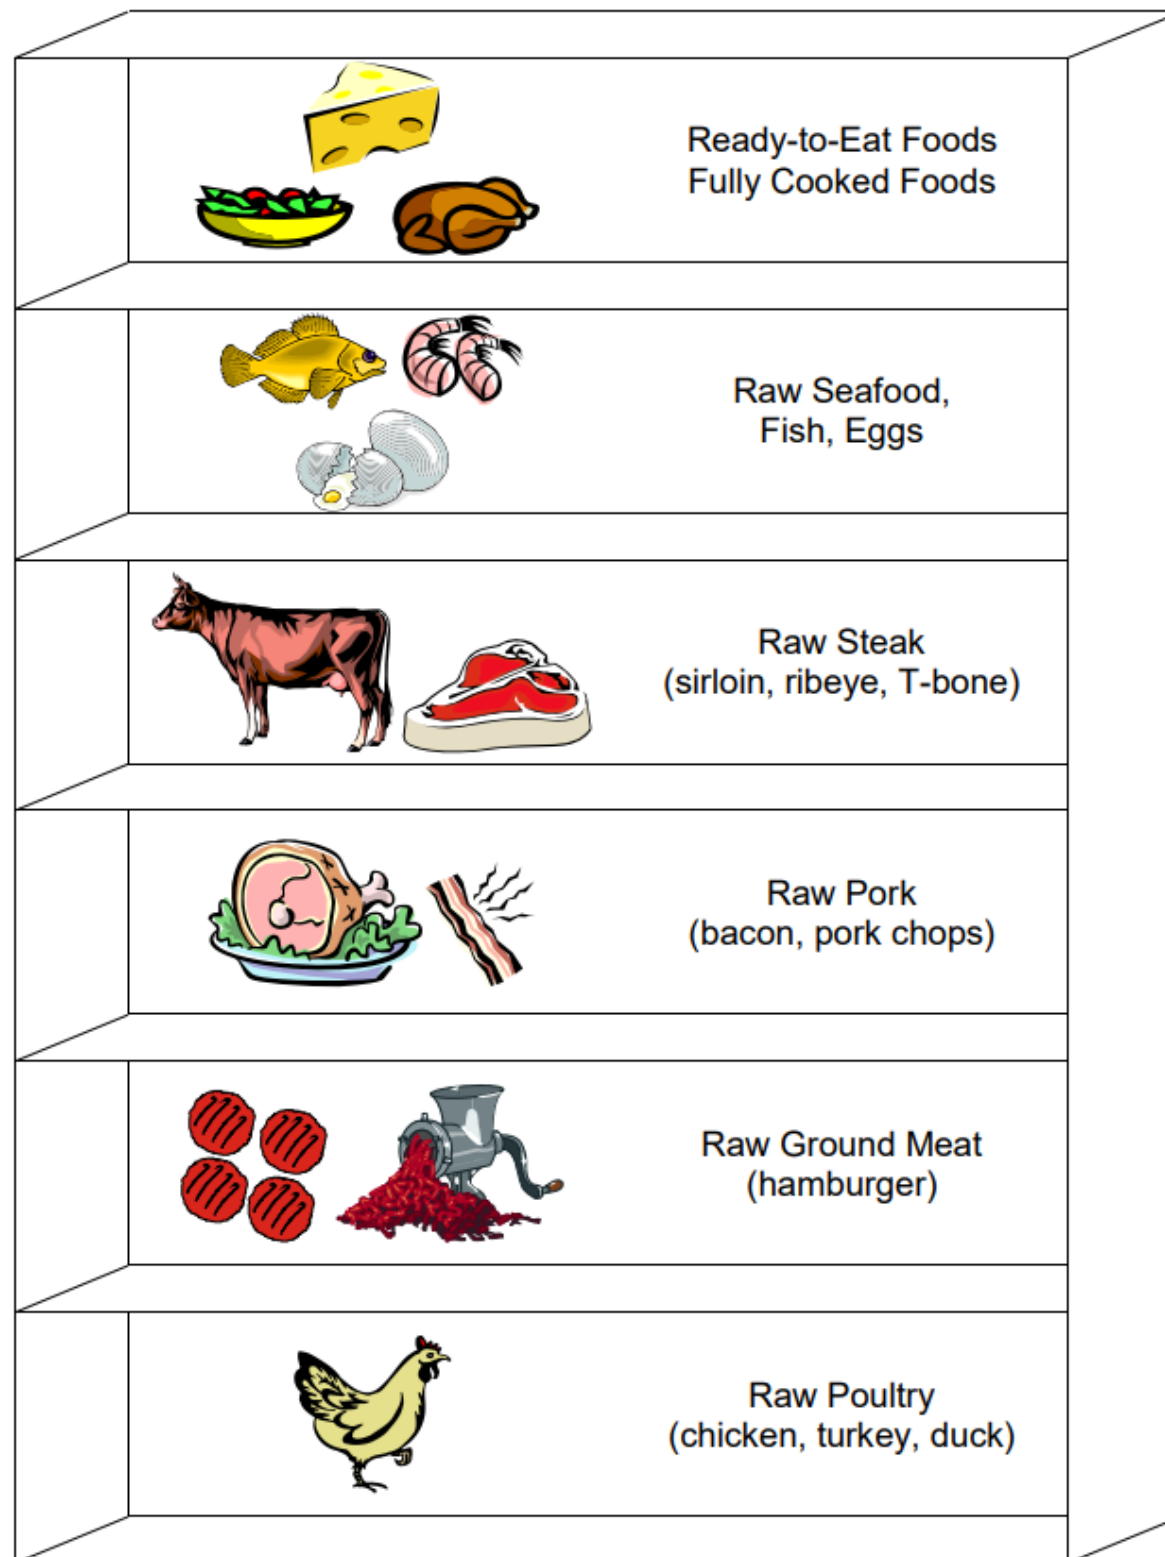 Ready-to-Eat Foods
Fully Cooked Foods
Raw Seafood,
Fish, Eggs
Raw Steak
(sirloin, ribeye, T-bone)
Raw Pork
(bacon, pork chops)
Raw Ground Meat
(hamburger)
Raw Poultry
(chicken, turkey, duck)